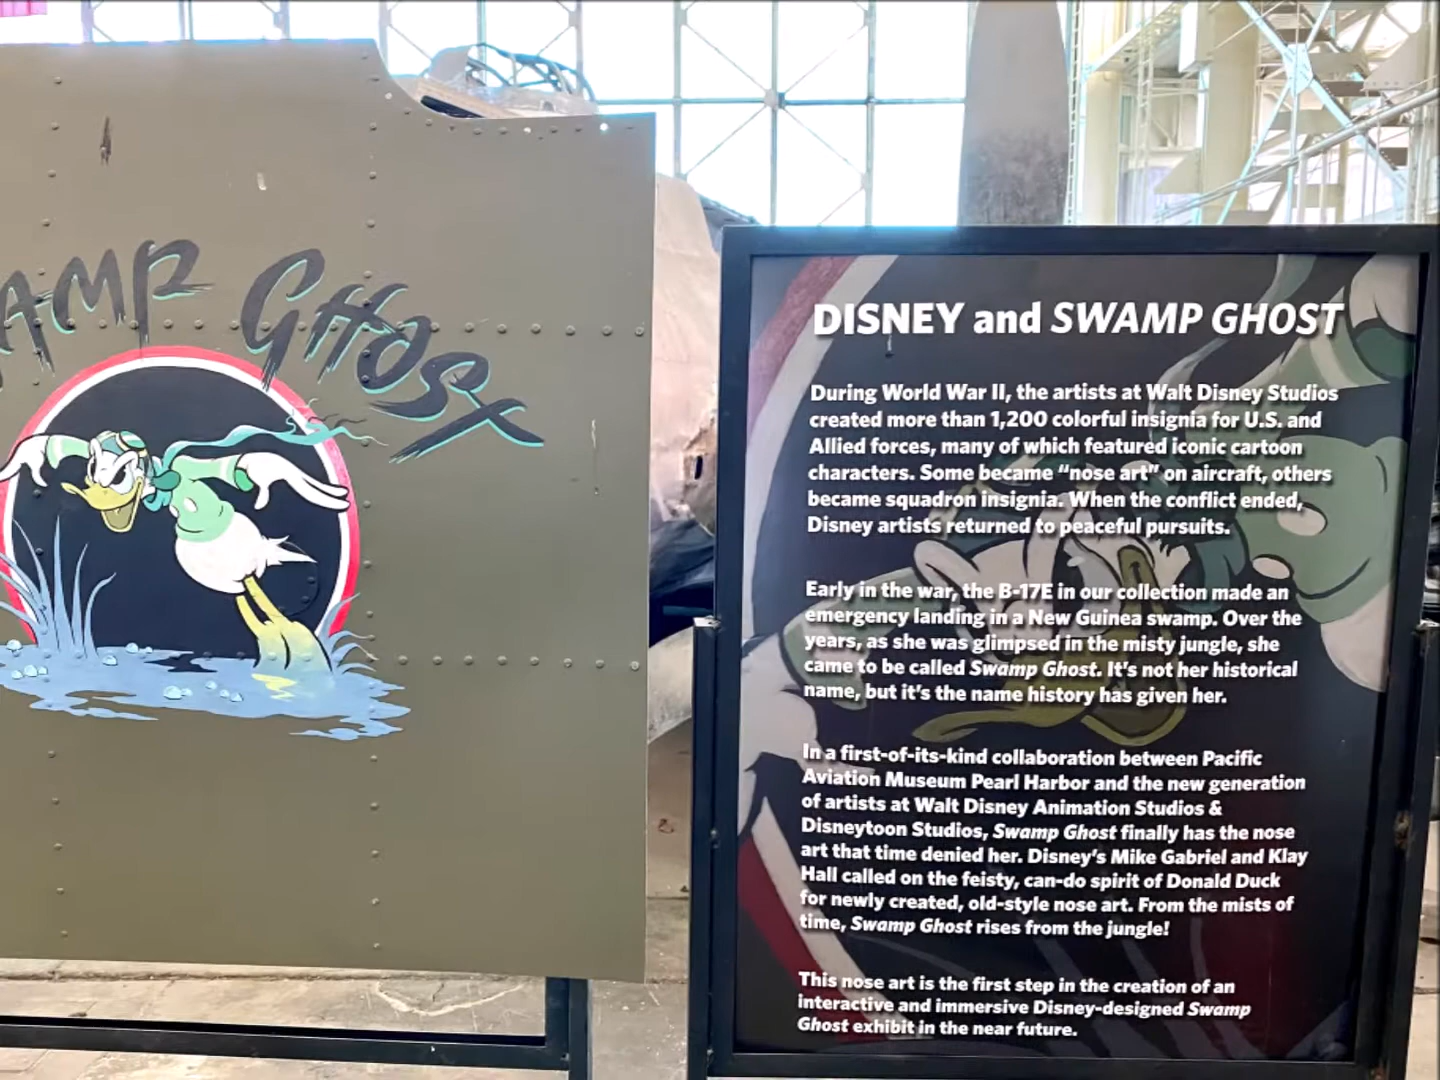 AMP GHOST
DISNEY and SWAMP GHOST
During World War II, the artists at Walt Disney Studios
created more than 1,200 colorful insignia for U.S. and
Allied forces, many of which featured iconic cartoon
characters. Some became “nose art” on aircraft, others
became squadron insignia. When the conflict ended,
Disney artists returned to peaceful pursuits.
Early in the war, the B-17E in our collection made an
emergency landing in a New Guinea swamp. Over the
years, as she was glimpsed in the misty jungle, she
came to be called Swamp Ghost. It’s not her historical
name, but it’s the name history has given her.
In a first-of-its-kind collaboration between Pacific
Aviation Museum Pearl Harbor and the new generation
of artists at Walt Disney Animation Studios &
Disneytoon Studios, Swamp Ghost finally has the nose
art that time denied her. Disney’s Mike Gabriel and Klay
Hall called on the feisty, can-do spirit of Donald Duck
for newly created, old-style nose art. From the mists of
time, Swamp Ghost rises from the jungle!
This nose art is the first step in the creation of an
interactive and immersive Disney-designed Swamp
Ghost exhibit in the near future.